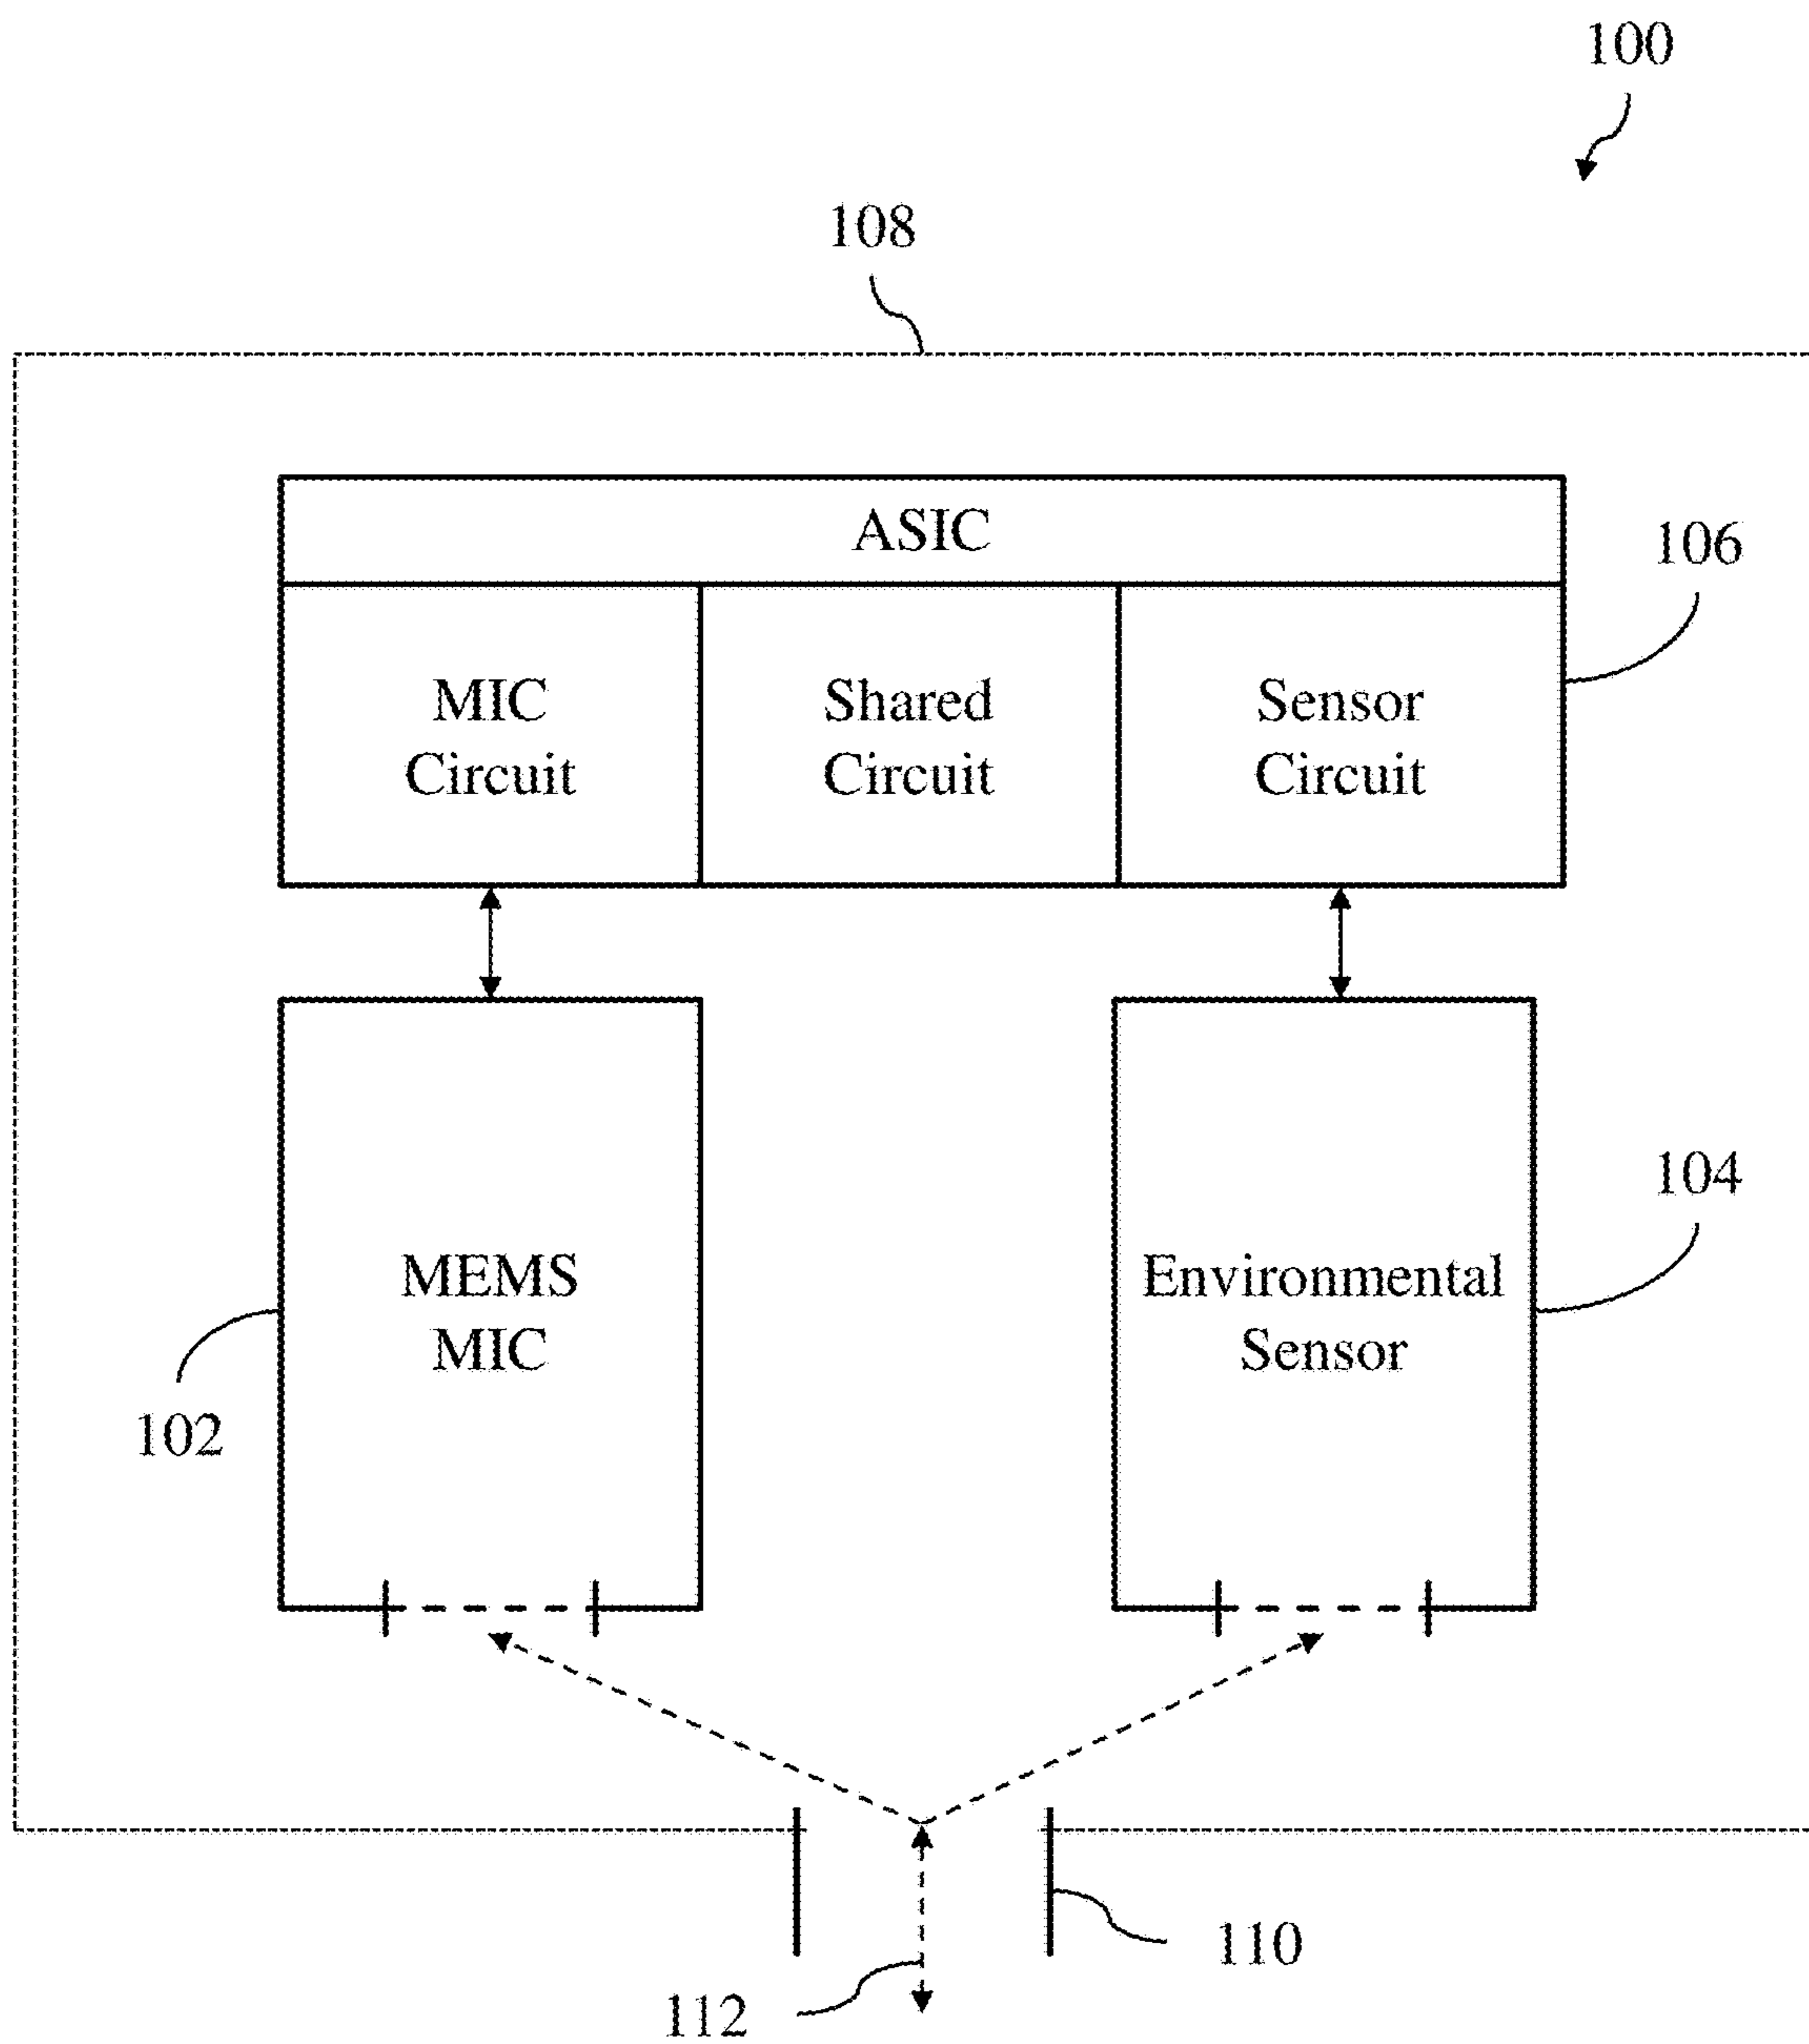 100
108
ASIC
106
MIC
Circuit
Shared
Circuit
Sensor
Circuit
104
MEMS
MIC
Environmental
Sensor
102
110
112